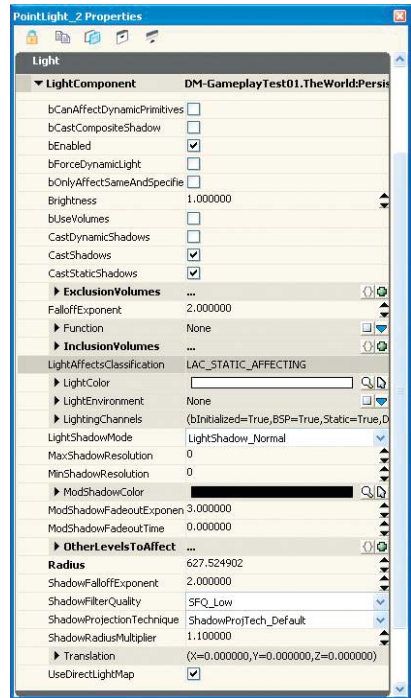 PointLight_2 Properties
Light
LightComponent DM-GameplayTest01.TheWorld:Persis
bCanAffectDynamicPrimitives
bCastCompositeShadow
bEnabled
bForceDynamicLight
bOnlyAffectSameAndSpecifie
Brightness 1.000000
bUseVolumes
CastDynamicShadows
CastShadows
CastStaticShadows
ExclusionVolumes ...
FalloffExponent 2.000000
Function None
InclusionVolumes ...
LightAffectsClassification LAC_STATIC_AFFECTING
LightColor
LightEnvironment None
LightingChannels (bInitialized=True,BSP=True,Static=True,D
LightShadowMode LightShadow_Normal
MaxShadowResolution 0
MinShadowResolution 0
ModShadowColor
ModShadowFadeoutExponen 3.000000
ModShadowFadeoutTime 0.000000
OtherLevelsToAffect ...
Radius 627.524902
ShadowFalloffExponent 2.000000
ShadowFilterQuality SFQ_Low
ShadowProjectionTechnique ShadowProjTech_Default
ShadowRadiusMultiplier 1.100000
Translation (X=0.000000,Y=0.000000,Z=0.000000)
UseDirectLightMap